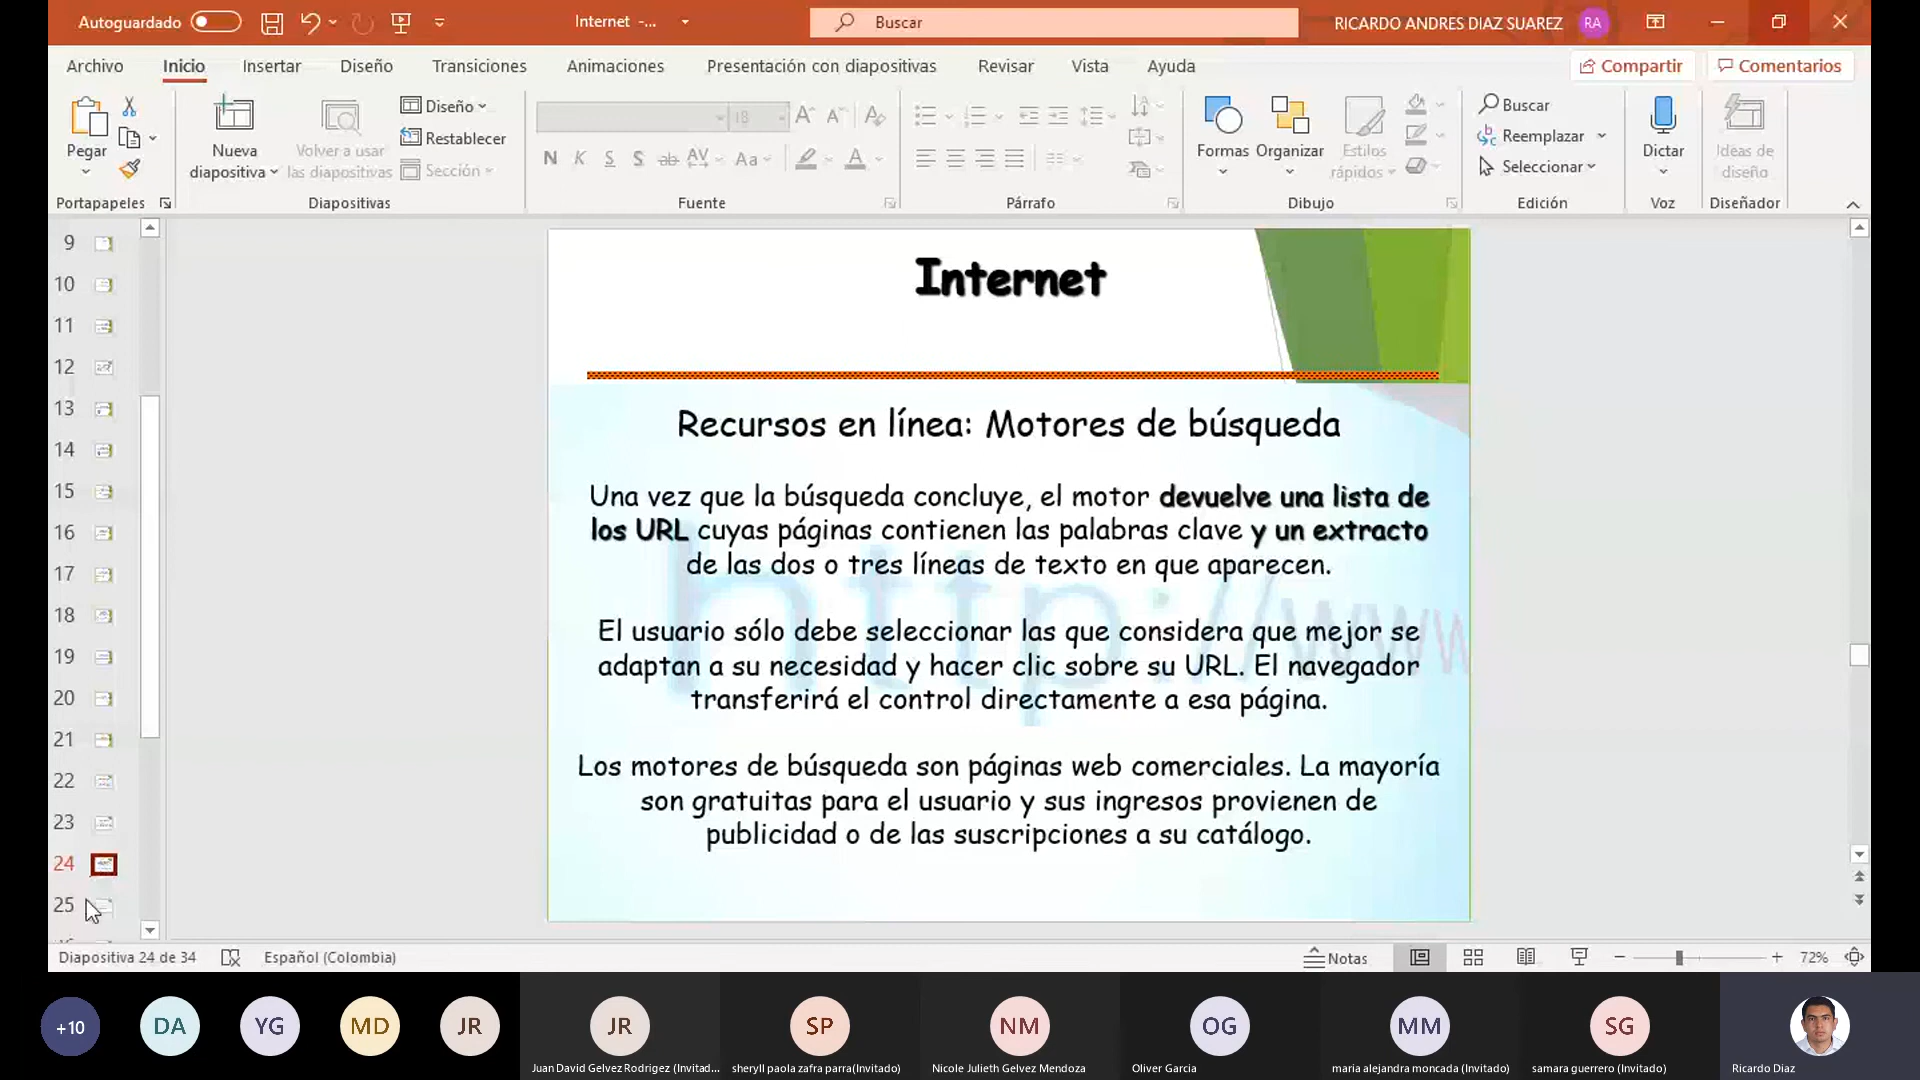 Autoguardado
Internet -...
Buscar
RICARDO ANDRES DIAZ SUAREZ
RA
Archivo
Inicio
Insertar
Diseño
Transiciones
Animaciones
Presentación con diapositivas
Revisar
Vista
Ayuda
Compartir
Comentarios
Pegar
Nueva
diapositiva
Volver a usar
las diapositivas
Diseño
Restablecer
Sección
18
N K S S ab AV Aa A
Formas
Organizar
Estilos
rápidos
Buscar
Reemplazar
Seleccionar
Dictar
Ideas de
diseño
Portapapeles
Diapositivas
Fuente
Párrafo
Dibujo
Edición
Voz
Diseñador
9
10
11
12
13
14
15
16
17
18
19
20
21
22
23
24
25
Internet
Recursos en línea: Motores de búsqueda
Una vez que la búsqueda concluye, el motor devuelve una lista de
los URL cuyas páginas contienen las palabras clave y un extracto
de las dos o tres líneas de texto en que aparecen.
El usuario sólo debe seleccionar las que considera que mejor se
adaptan a su necesidad y hacer clic sobre su URL. El navegador
transferirá el control directamente a esa página.
Los motores de búsqueda son páginas web comerciales. La mayoría
son gratuitas para el usuario y sus ingresos provienen de
publicidad o de las suscripciones a su catálogo.
http://www
Diapositiva 24 de 34
Español (Colombia)
Notas
72%
+10
DA
YG
MD
JR
JR
SP
NM
OG
MM
SG
Juan David Gelvez Rodrigez (Invitad...
sheryll paola zafra parra(Invitado)
Nicole Julieth Gelvez Mendoza
Oliver Garcia
maria alejandra moncada (Invitado)
samara guerrero (Invitado)
Ricardo Diaz